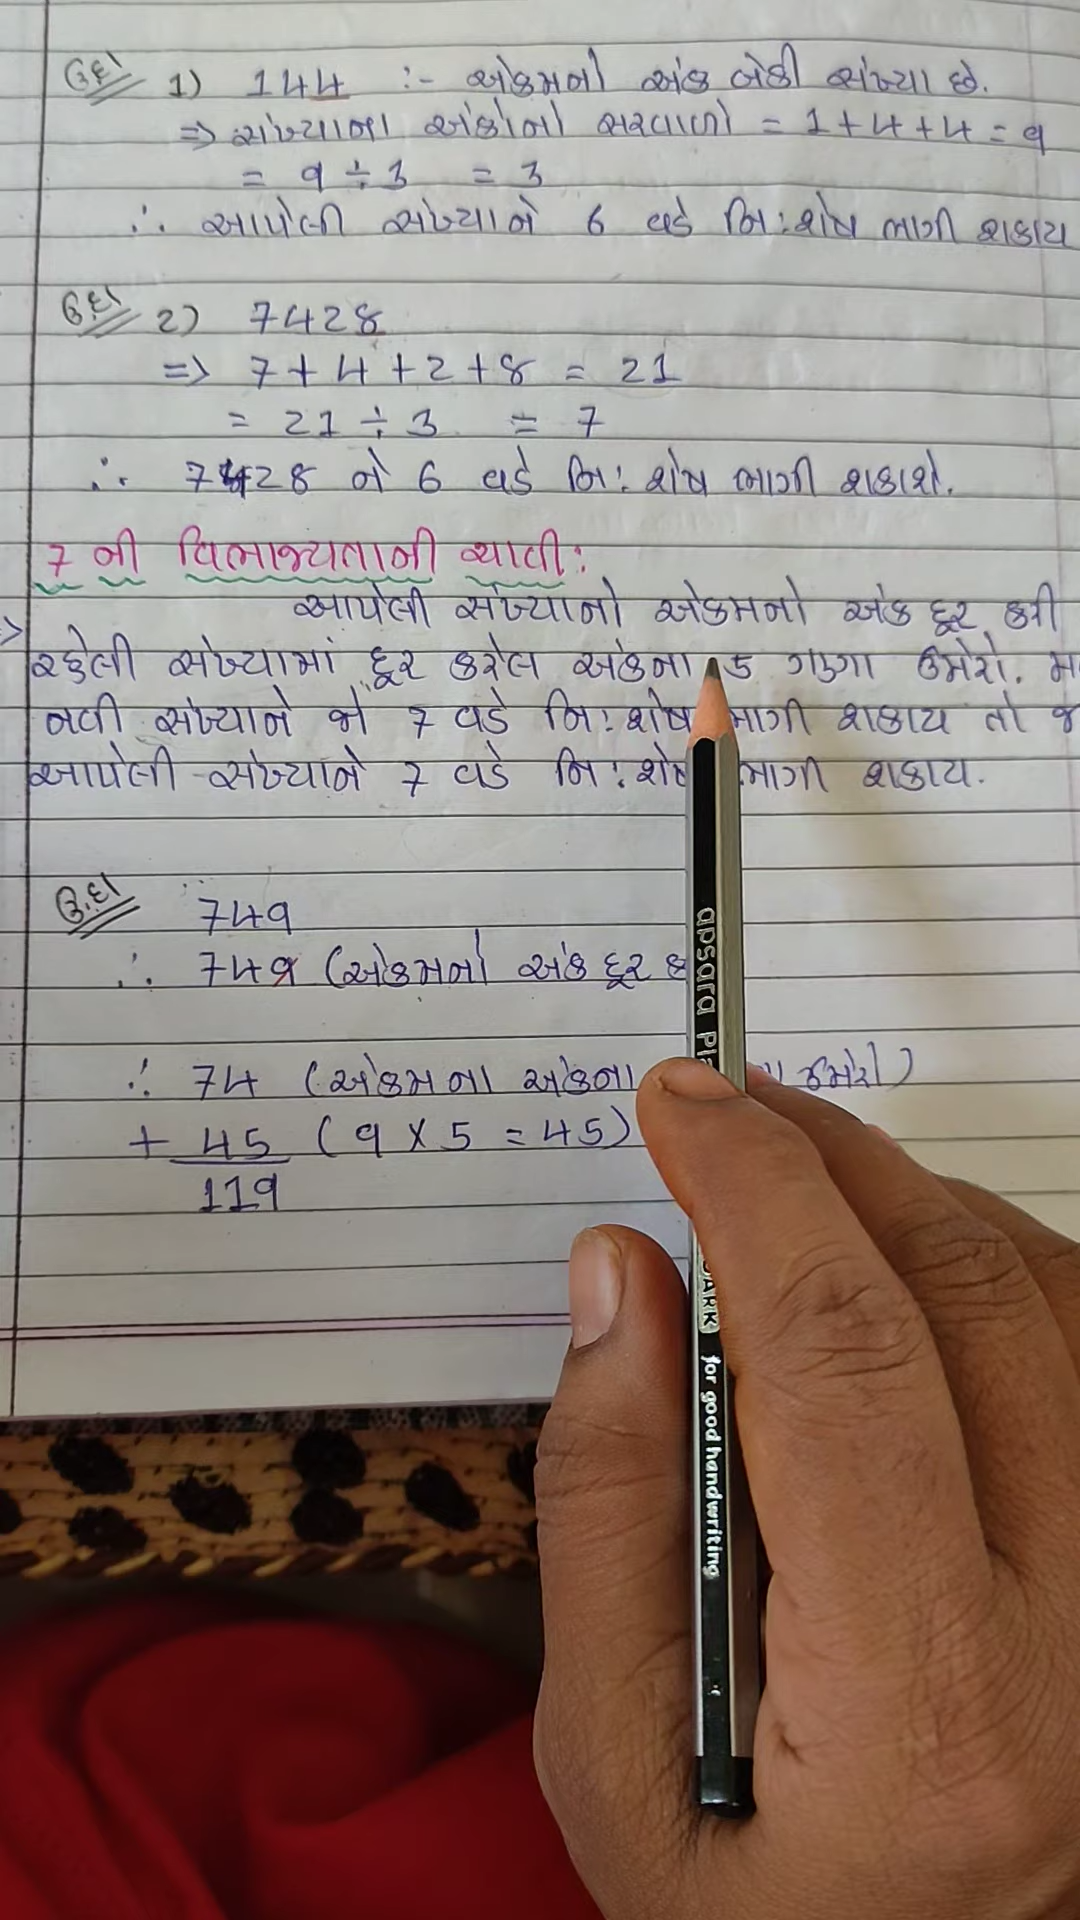 ઉદા 1) 144 :- એકમનો અંક બેકી સંખ્યા છે.
=> સંખ્યાના અંકોનો સરવાળો = 1+4+4 = 9
= 9 ÷ 3 = 3
∴ આપેલી સંખ્યાને 6 વડે નિ:શેષ ભાગી શકાય
ઉદા 2) 7428
=> 7+4+2+8 = 21
= 21 ÷ 3 = 7
∴ 7428 ને 6 વડે નિ:શેષ ભાગી શકાશે.
7 ની વિભાજ્યતાની ચાવી:
=> આપેલી સંખ્યાનો એકમનો અંક દૂર કરી
રહેલી સંખ્યામાં દૂર કરેલ અંકના 5 ગણા ઉમેરો.
નવી સંખ્યાને જો 7 વડે નિ:શેષ ભાગી શકાય તો
આપેલી સંખ્યાને 7 વડે નિ:શેષ ભાગી શકાય.
ઉદા 749
∴ 749 (એકમનો અંક દૂર
∴ 74 (એકમના અંકના ઉમેરો)
+ 45 (9 × 5 = 45)
119
apsara Pl
DARK for good handwriting